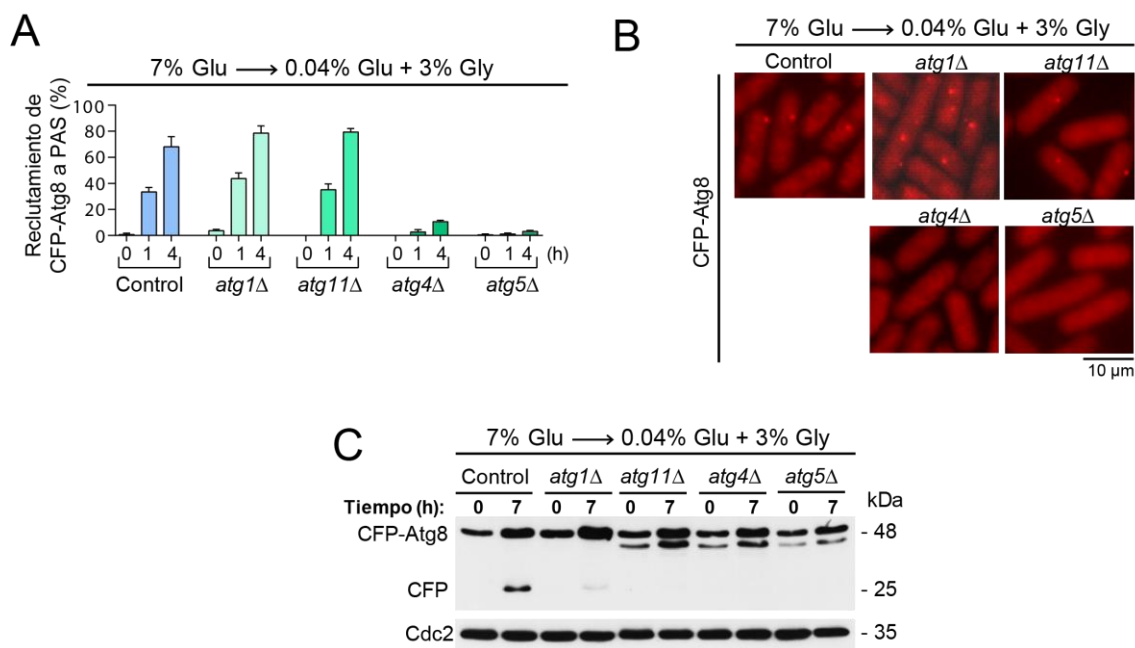 A
7% Glu ⟶ 0.04% Glu + 3% Gly
Reclutamiento de
CFP-Atg8 a PAS (%)
100
80
60
40
20
0
0 1 4 0 1 4 0 1 4 0 1 4 0 1 4 (h)
Control atg1Δ atg11Δ atg4Δ atg5Δ
B
7% Glu ⟶ 0.04% Glu + 3% Gly
Control atg1Δ atg11Δ
CFP-Atg8
atg4Δ atg5Δ
10 µm
C
7% Glu ⟶ 0.04% Glu + 3% Gly
Control atg1Δ atg11Δ atg4Δ atg5Δ
Tiempo (h): 0 7 0 7 0 7 0 7 0 7 kDa
CFP-Atg8 - 48
CFP - 25
Cdc2 - 35